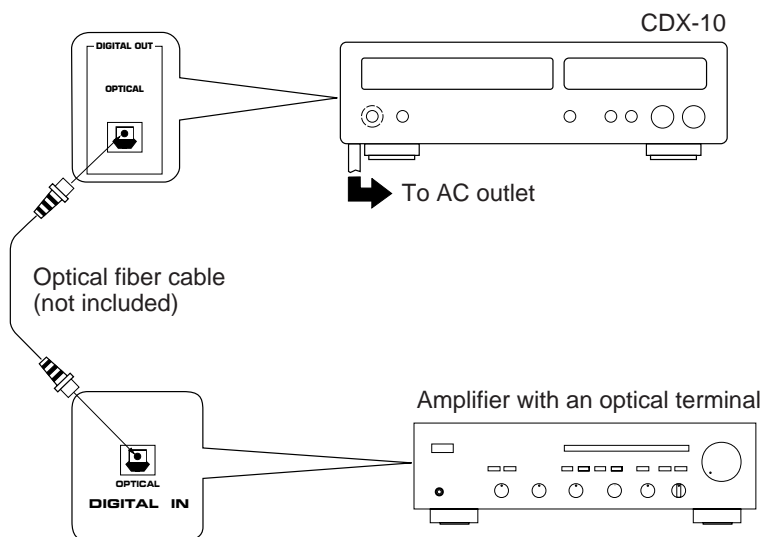 CDX-10
DIGITAL OUT
OPTICAL
To AC outlet
Optical fiber cable
(not included)
Amplifier with an optical terminal
OPTICAL
DIGITAL IN